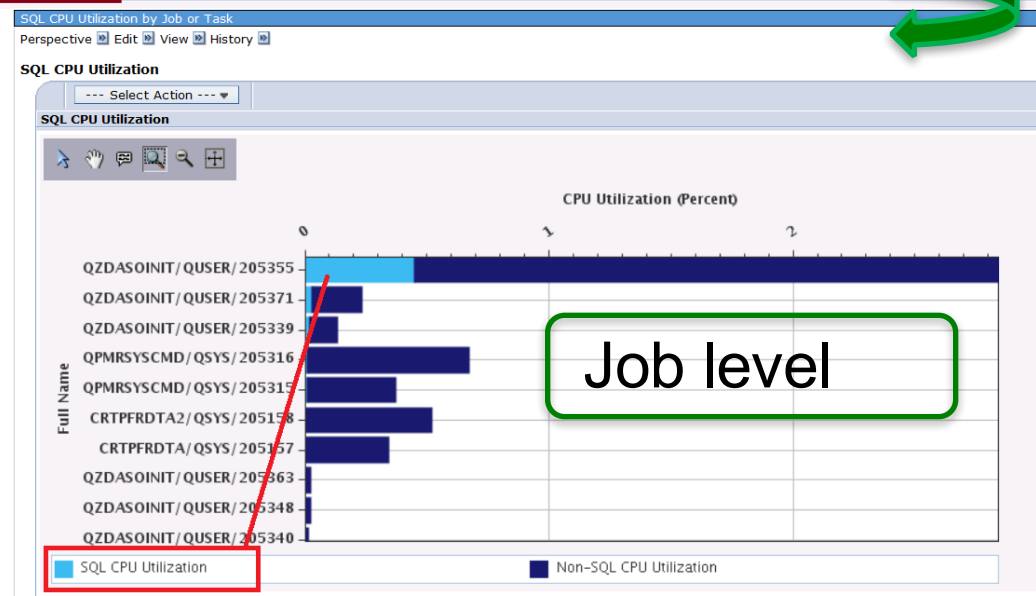 SQL CPU Utilization by Job or Task
Perspective Edit View History
SQL CPU Utilization
--- Select Action ---
SQL CPU Utilization
CPU Utilization (Percent)
0 1 2
QZDASOINIT/QUSER/205355
QZDASOINIT/QUSER/205371
QZDASOINIT/QUSER/205339
QPMRSYSCMD/QSYS/205316
QPMRSYSCMD/QSYS/205315
CRTPFRDTA2/QSYS/205158
CRTPFRDTA/QSYS/205157
QZDASOINIT/QUSER/205363
QZDASOINIT/QUSER/205348
QZDASOINIT/QUSER/205340
Full Name
Job level
SQL CPU Utilization
Non-SQL CPU Utilization